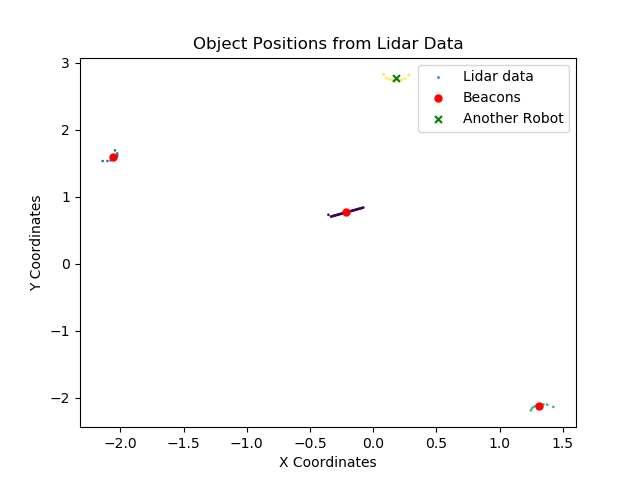 Object Positions from Lidar Data
Lidar data
Beacons
Another Robot
Y Coordinates
3
2
1
0
−1
−2
−2.0
−1.5
−1.0
−0.5
0.0
0.5
1.0
1.5
X Coordinates